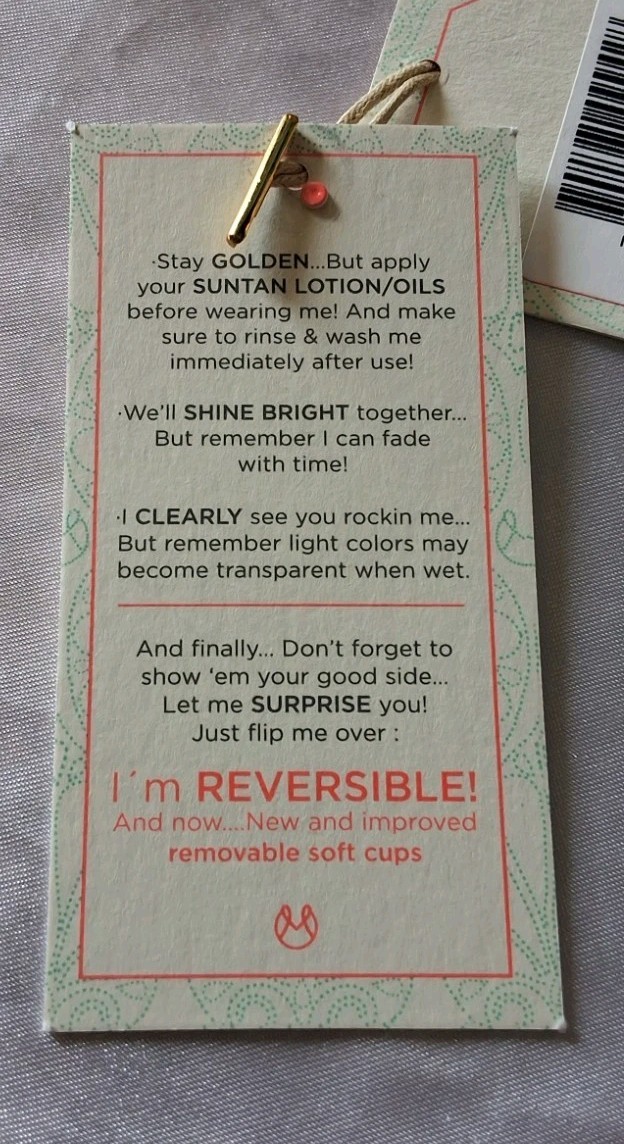 ·Stay GOLDEN...But apply
your SUNTAN LOTION/OILS
before wearing me! And make
sure to rinse & wash me
immediately after use!
·We'll SHINE BRIGHT together...
But remember I can fade
with time!
·I CLEARLY see you rockin me...
But remember light colors may
become transparent when wet.
And finally... Don't forget to
show 'em your good side...
Let me SURPRISE you!
Just flip me over :
I´m REVERSIBLE!
And now....New and improved
removable soft cups